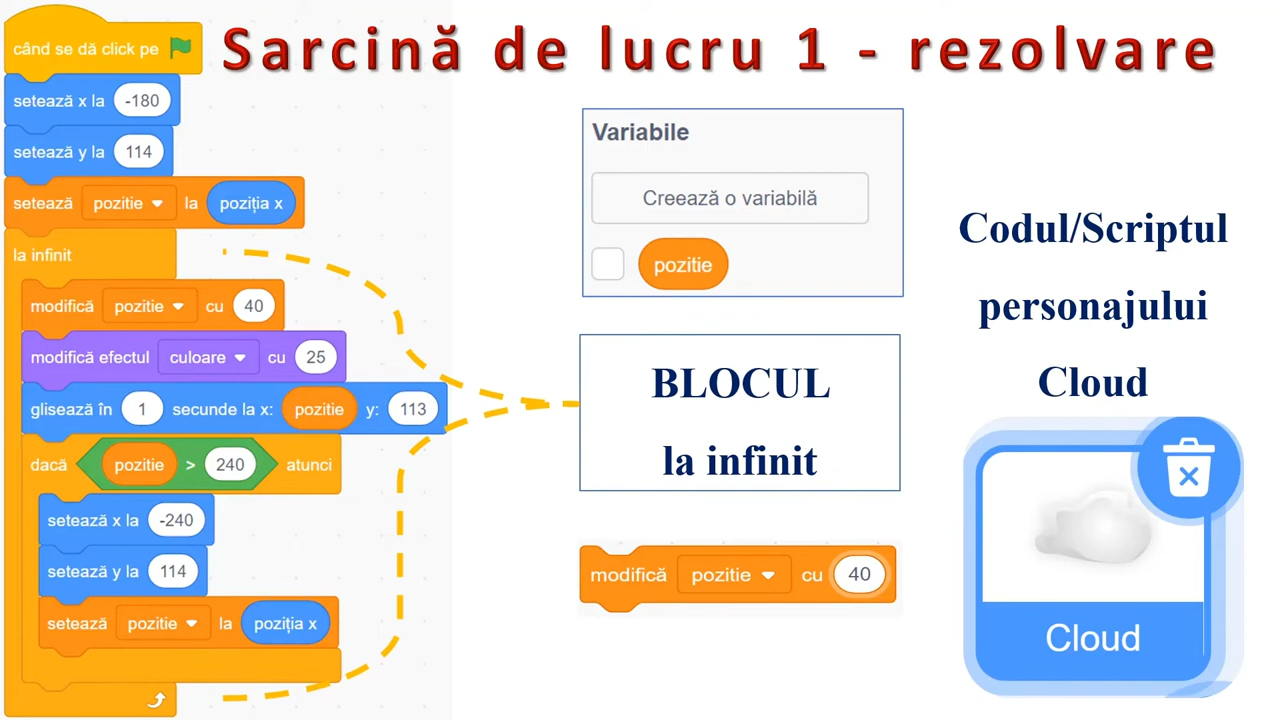 Sarcină de lucru 1 - rezolvare
când se dă click pe
setează x la -180
setează y la 114
setează pozitie la poziția x
la infinit
modifică pozitie cu 40
modifică efectul culoare cu 25
glisează în 1 secunde la x: pozitie y: 113
dacă pozitie > 240 atunci
setează x la -240
setează y la 114
setează pozitie la poziția x
Variabile
Creează o variabilă
pozitie
BLOCUL
la infinit
modifică pozitie cu 40
Codul/Scriptul
personajului
Cloud
Cloud